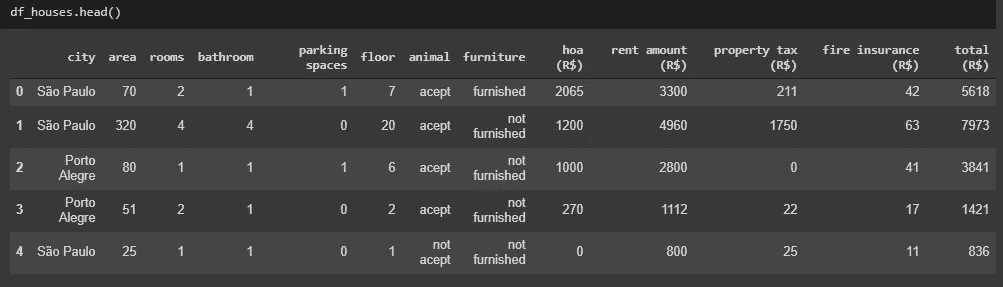 df_houses.head()
city area rooms bathroom parking spaces floor animal furniture hoa (R$) rent amount (R$) property tax (R$) fire insurance (R$) total (R$)
0 São Paulo 70 2 1 1 7 acept furnished 2065 3300 211 42 5618
1 São Paulo 320 4 4 0 20 acept not furnished 1200 4960 1750 63 7973
2 Porto Alegre 80 1 1 1 6 acept not furnished 1000 2800 0 41 3841
3 Porto Alegre 51 2 1 0 2 acept not furnished 270 1112 22 17 1421
4 São Paulo 25 1 1 0 1 not acept not furnished 0 800 25 11 836